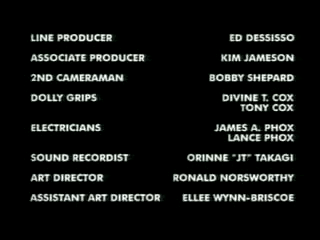 LINE PRODUCER ED DESSISSO
ASSOCIATE PRODUCER KIM JAMESON
2ND CAMERAMAN BOBBY SHEPARD
DOLLY GRIPS DIVINE T. COX
TONY COX
ELECTRICIANS JAMES A. PHOX
LANCE PHOX
SOUND RECORDIST ORINNE "JT" TAKAGI
ART DIRECTOR RONALD NORSWORTHY
ASSISTANT ART DIRECTOR ELLEE WYNN-BRISCOE